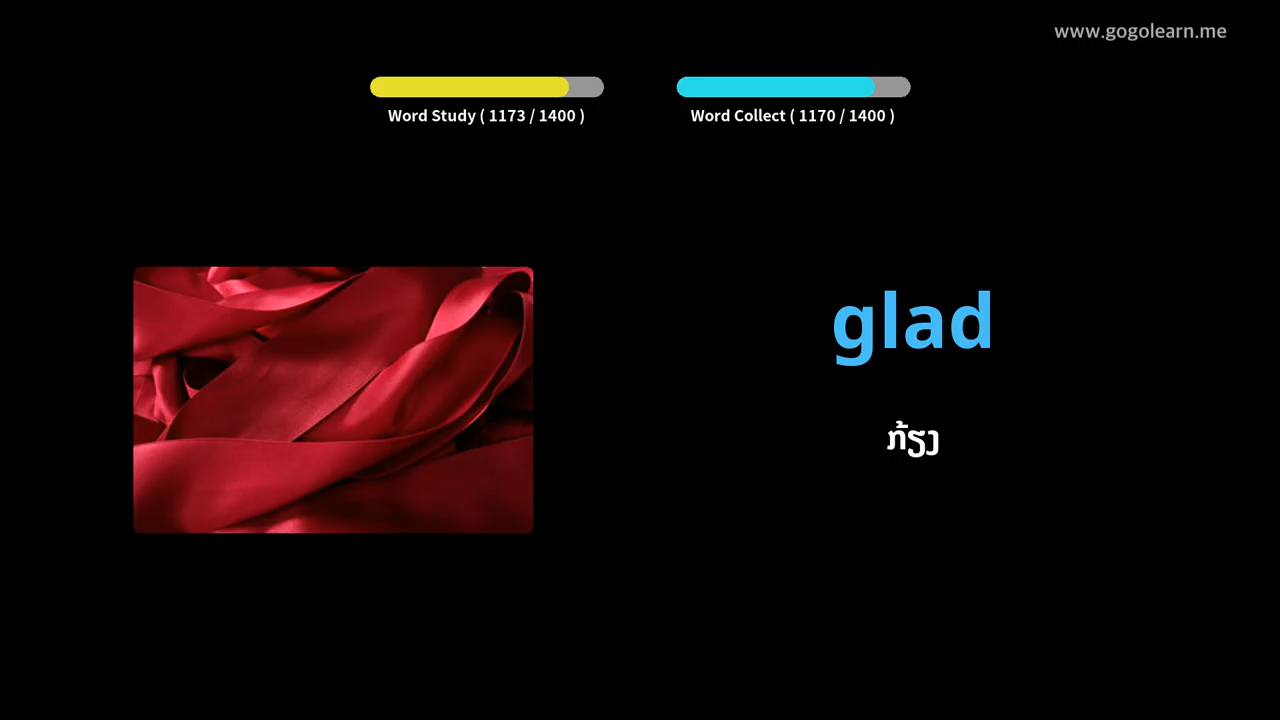 www.gogolearn.me
Word Study ( 1173 / 1400 )
Word Collect ( 1170 / 1400 )
glad
ກ້ຽງ